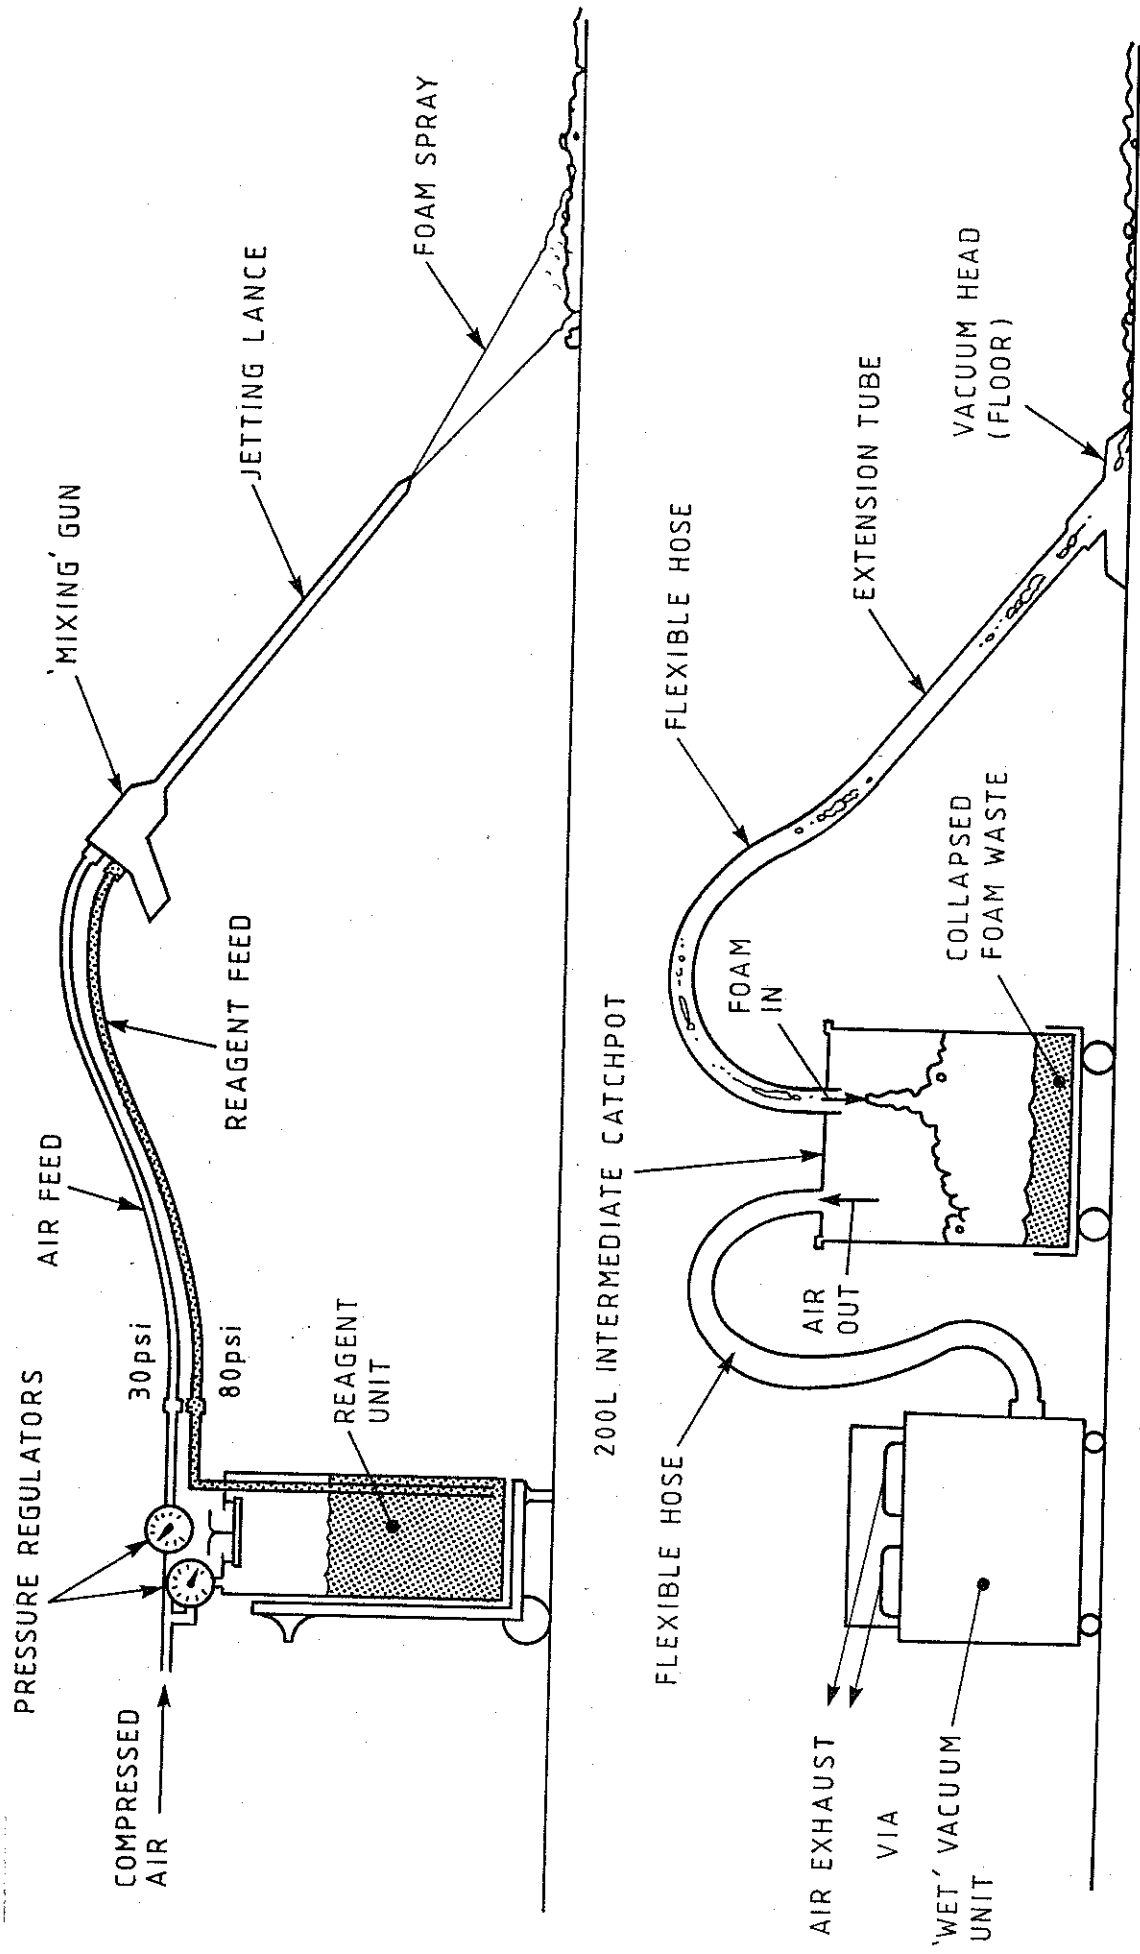 PRESSURE REGULATORS
COMPRESSED
AIR
AIR FEED
30psi
80psi
REAGENT
UNIT
REAGENT FEED
'MIXING' GUN
JETTING LANCE
FOAM SPRAY
200L INTERMEDIATE CATCHPOT
FLEXIBLE HOSE
AIR
OUT
FOAM
IN
FLEXIBLE HOSE
EXTENSION TUBE
VACUUM HEAD
(FLOOR)
COLLAPSED
FOAM WASTE
AIR EXHAUST
VIA
'WET' VACUUM
UNIT